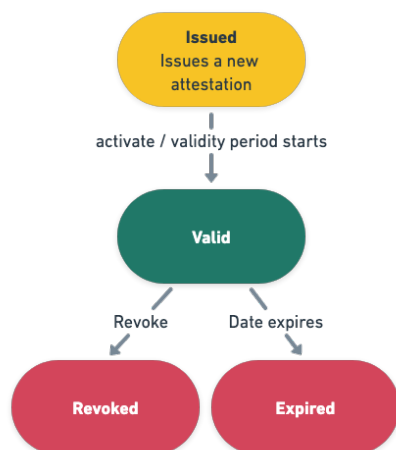 Issued
Issues a new
attestation
activate / validity period starts
Valid
Revoke
Date expires
Revoked
Expired